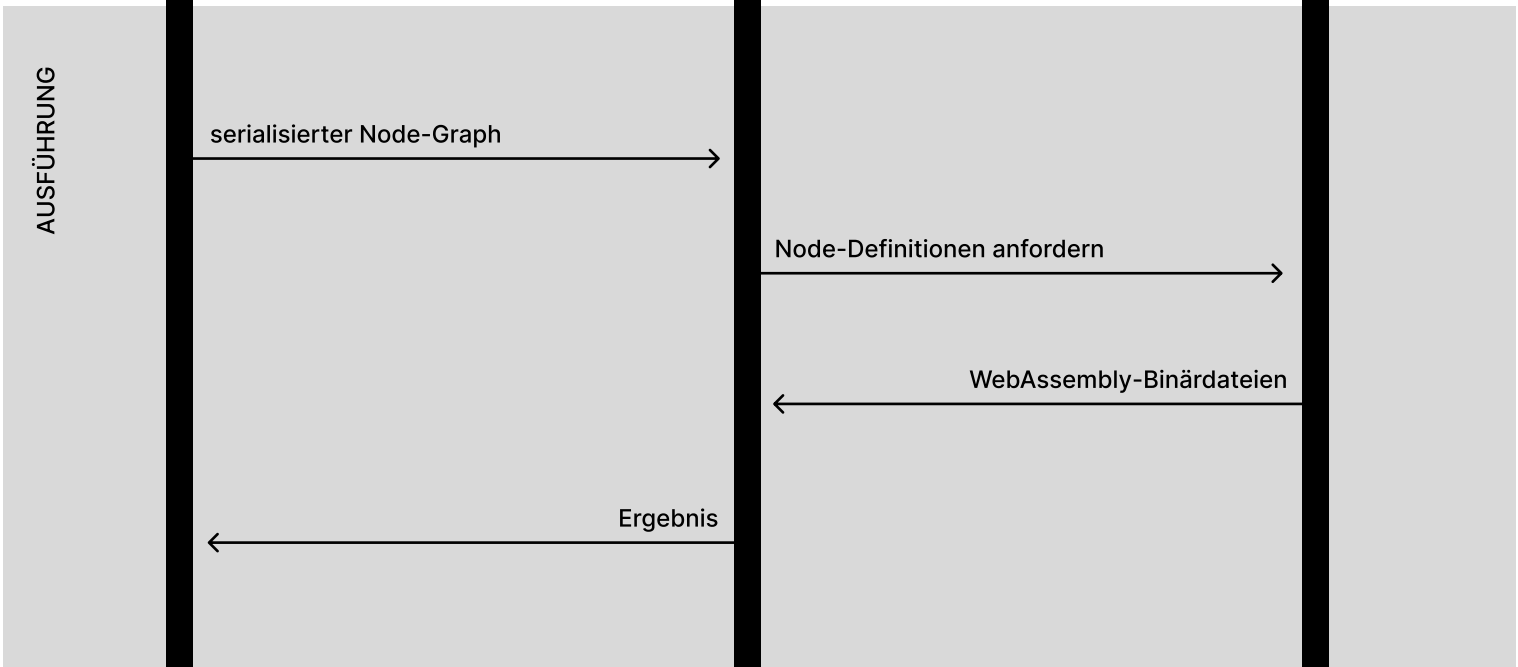 AUSFÜHRUNG
serialisierter Node-Graph
Node-Definitionen anfordern
WebAssembly-Binärdateien
Ergebnis